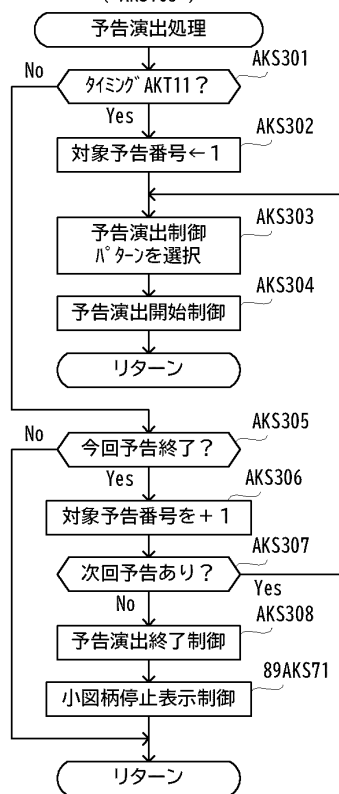 予告演出処理
AKS301
No
タイミングAKT11？
Yes
AKS302
対象予告番号←1
AKS303
予告演出制御
パターンを選択
AKS304
予告演出開始制御
リターン
AKS305
No
今回予告終了？
Yes
AKS306
対象予告番号を＋1
AKS307
次回予告あり？
Yes
No
AKS308
予告演出終了制御
89AKS71
小図柄停止表示制御
リターン